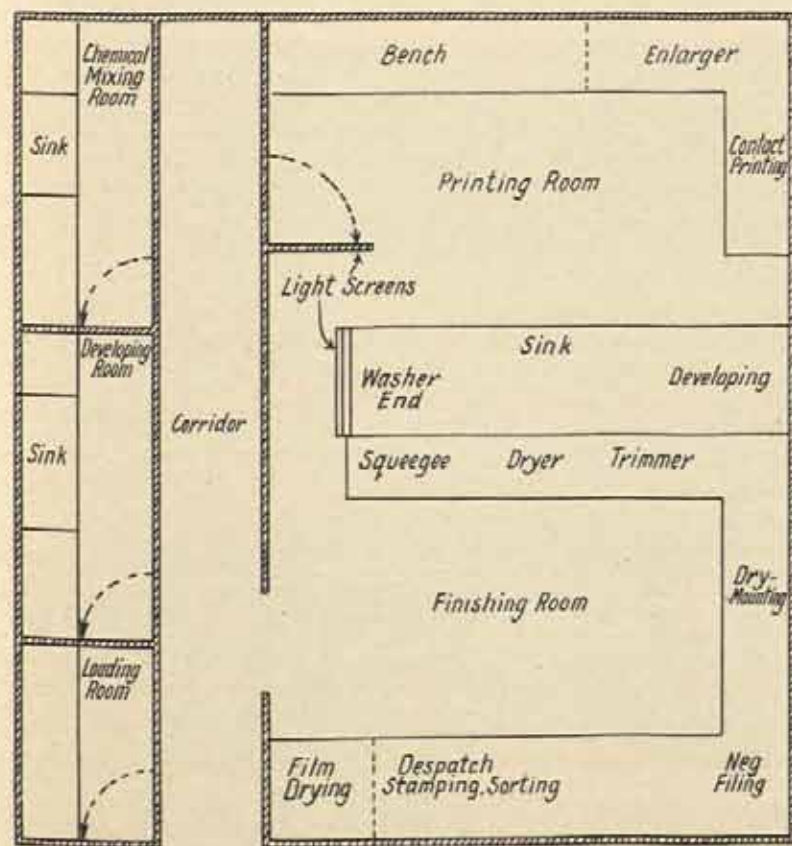 Chemical
Mixing
Room
Sink
Developing
Room
Sink
Loading
Room
Corridor
Bench
Enlarger
Contact
Printing
Printing Room
Light Screens
Sink
Washer
End
Developing
Squeegee
Dryer
Trimmer
Finishing Room
Dry-
Mounting
Film
Drying
Despatch
Stamping, Sorting
Neg
Filing